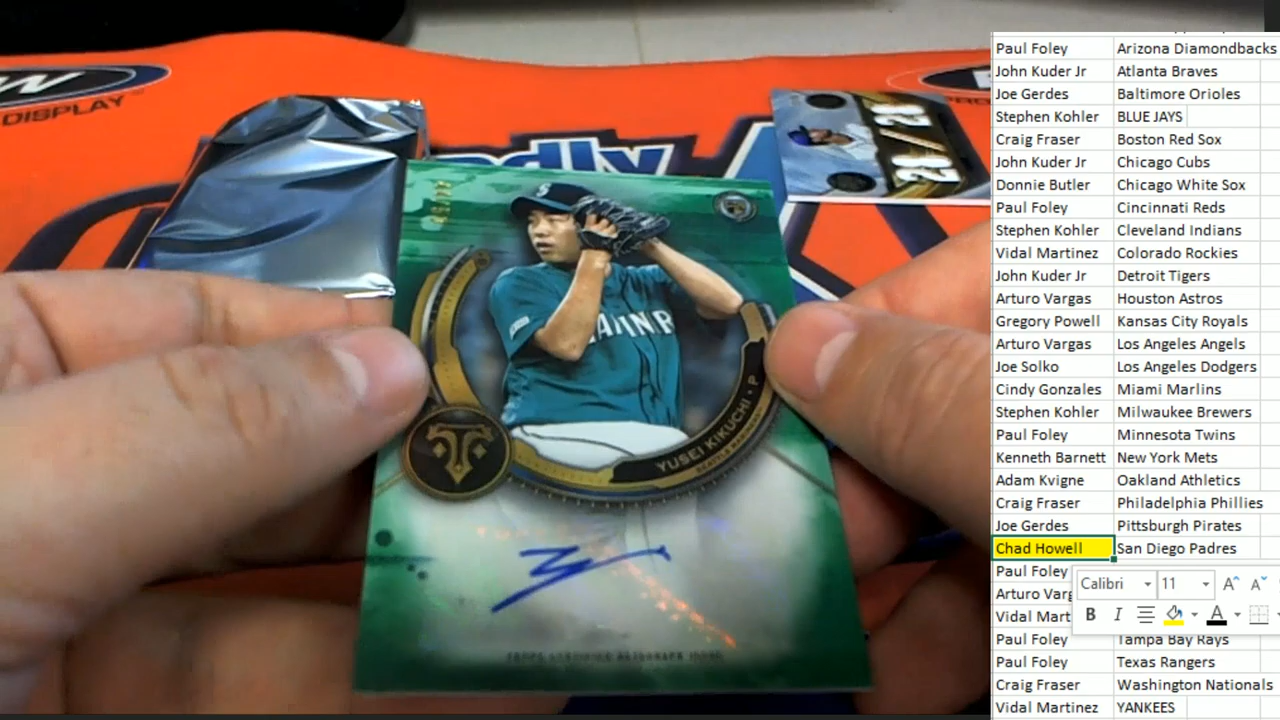 DISPLAY
21/28
S
YUSEI KIKUCHI • P
SEATTLE MARINERS
TOPPS CERTIFIED AUTOGRAPH ISSUE
Paul Foley Arizona Diamondbacks
John Kuder Jr Atlanta Braves
Joe Gerdes Baltimore Orioles
Stephen Kohler BLUE JAYS
Craig Fraser Boston Red Sox
John Kuder Jr Chicago Cubs
Donnie Butler Chicago White Sox
Paul Foley Cincinnati Reds
Stephen Kohler Cleveland Indians
Vidal Martinez Colorado Rockies
John Kuder Jr Detroit Tigers
Arturo Vargas Houston Astros
Gregory Powell Kansas City Royals
Arturo Vargas Los Angeles Angels
Joe Solko Los Angeles Dodgers
Cindy Gonzales Miami Marlins
Stephen Kohler Milwaukee Brewers
Paul Foley Minnesota Twins
Kenneth Barnett New York Mets
Adam Kvigne Oakland Athletics
Craig Fraser Philadelphia Phillies
Joe Gerdes Pittsburgh Pirates
Chad Howell San Diego Padres
Paul Foley
Arturo Varg
Vidal Mart
Calibri 11 A A
B I A
Paul Foley Tampa Bay Rays
Paul Foley Texas Rangers
Craig Fraser Washington Nationals
Vidal Martinez YANKEES